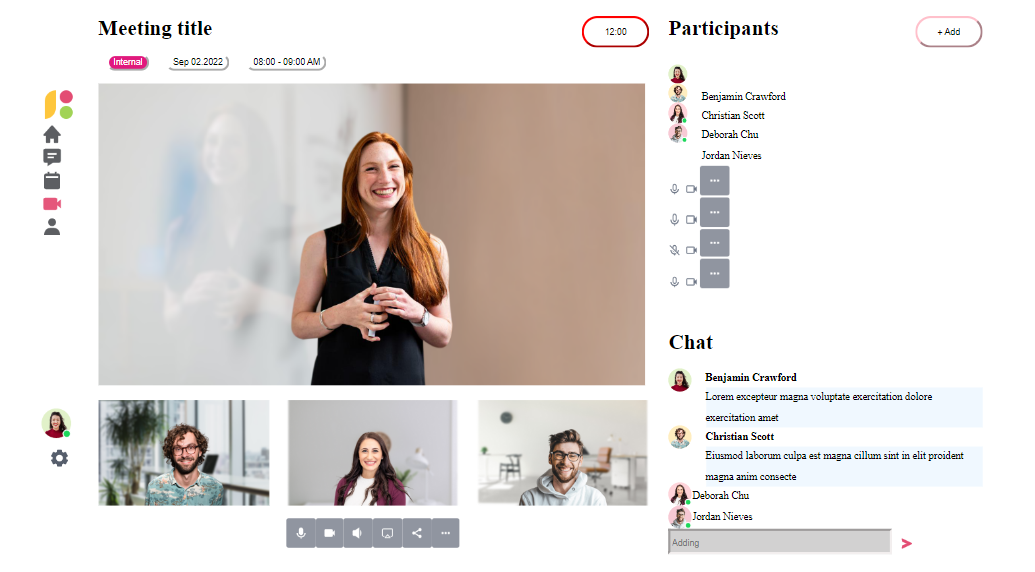 Meeting title
12:00
Internal
Sep 02.2022
08:00 - 09:00 AM
Participants
+ Add
Benjamin Crawford
Christian Scott
Deborah Chu
Jordan Nieves
Chat
Benjamin Crawford
Lorem excepteur magna voluptate exercitation dolore
exercitation amet
Christian Scott
Eiusmod laborum culpa est magna cillum sint in elit proident
magna anim consecte
Deborah Chu
Jordan Nieves
Adding